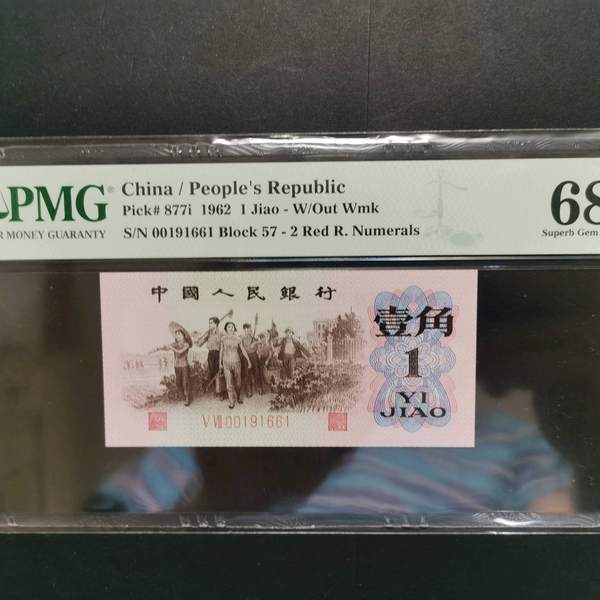 PMG
MONEY GUARANTY
China / People's Republic
Pick# 877i 1962 1 Jiao - W/Out Wmk
S/N 00191661 Block 57 - 2 Red R. Numerals
68
Superb Gem
中國人民銀行
壹角
1
YI
JIAO
V VII 00191661